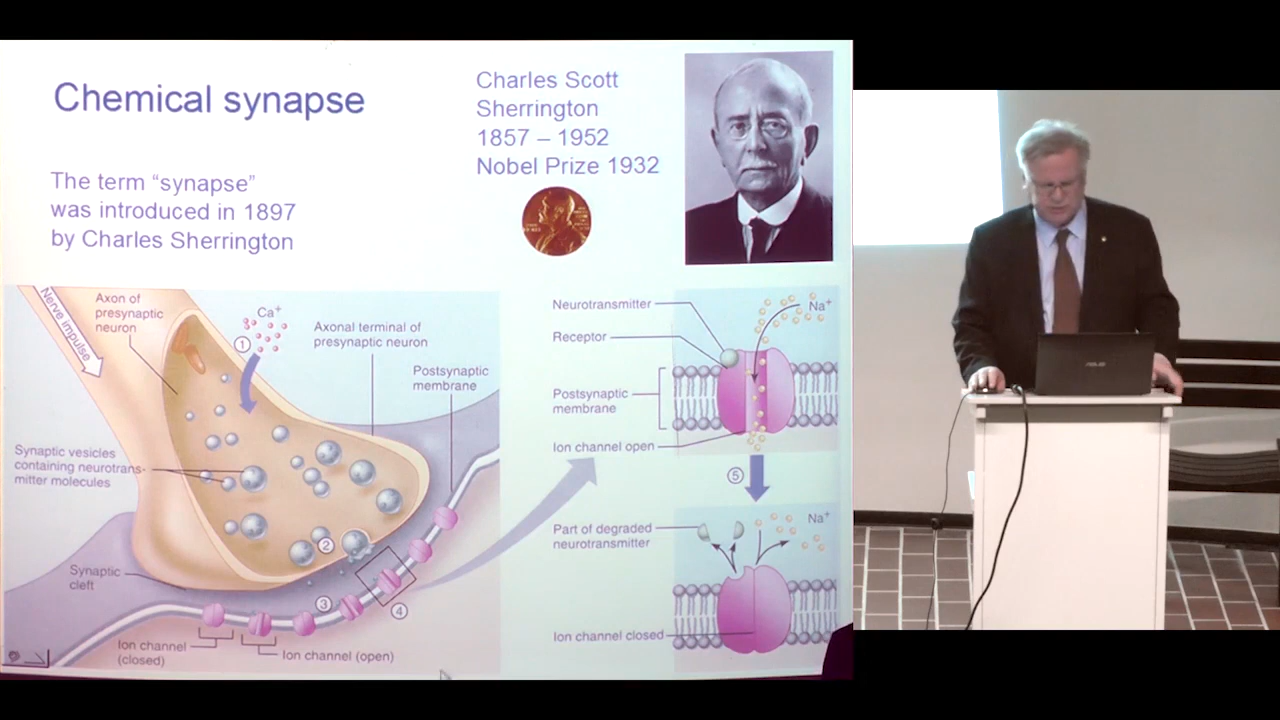 Chemical synapse
The term “synapse”
was introduced in 1897
by Charles Sherrington
Charles Scott
Sherrington
1857 – 1952
Nobel Prize 1932
Nerve impulse
Axon of
presynaptic
neuron
Ca+
1
Axonal terminal of
presynaptic neuron
Postsynaptic
membrane
Synaptic vesicles
containing neurotrans-
mitter molecules
2
Synaptic
cleft
3
4
Ion channel
(closed)
Ion channel (open)
Neurotransmitter
Na+
Receptor
Postsynaptic
membrane
Ion channel open
5
Part of degraded
neurotransmitter
Na+
Ion channel closed
ASUS